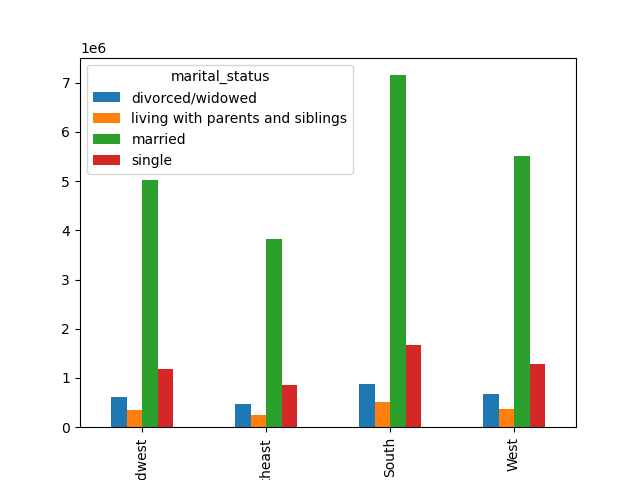 1e6
marital_status
divorced/widowed
living with parents and siblings
married
single
7
6
5
4
3
2
1
0
dwest
theast
South
West